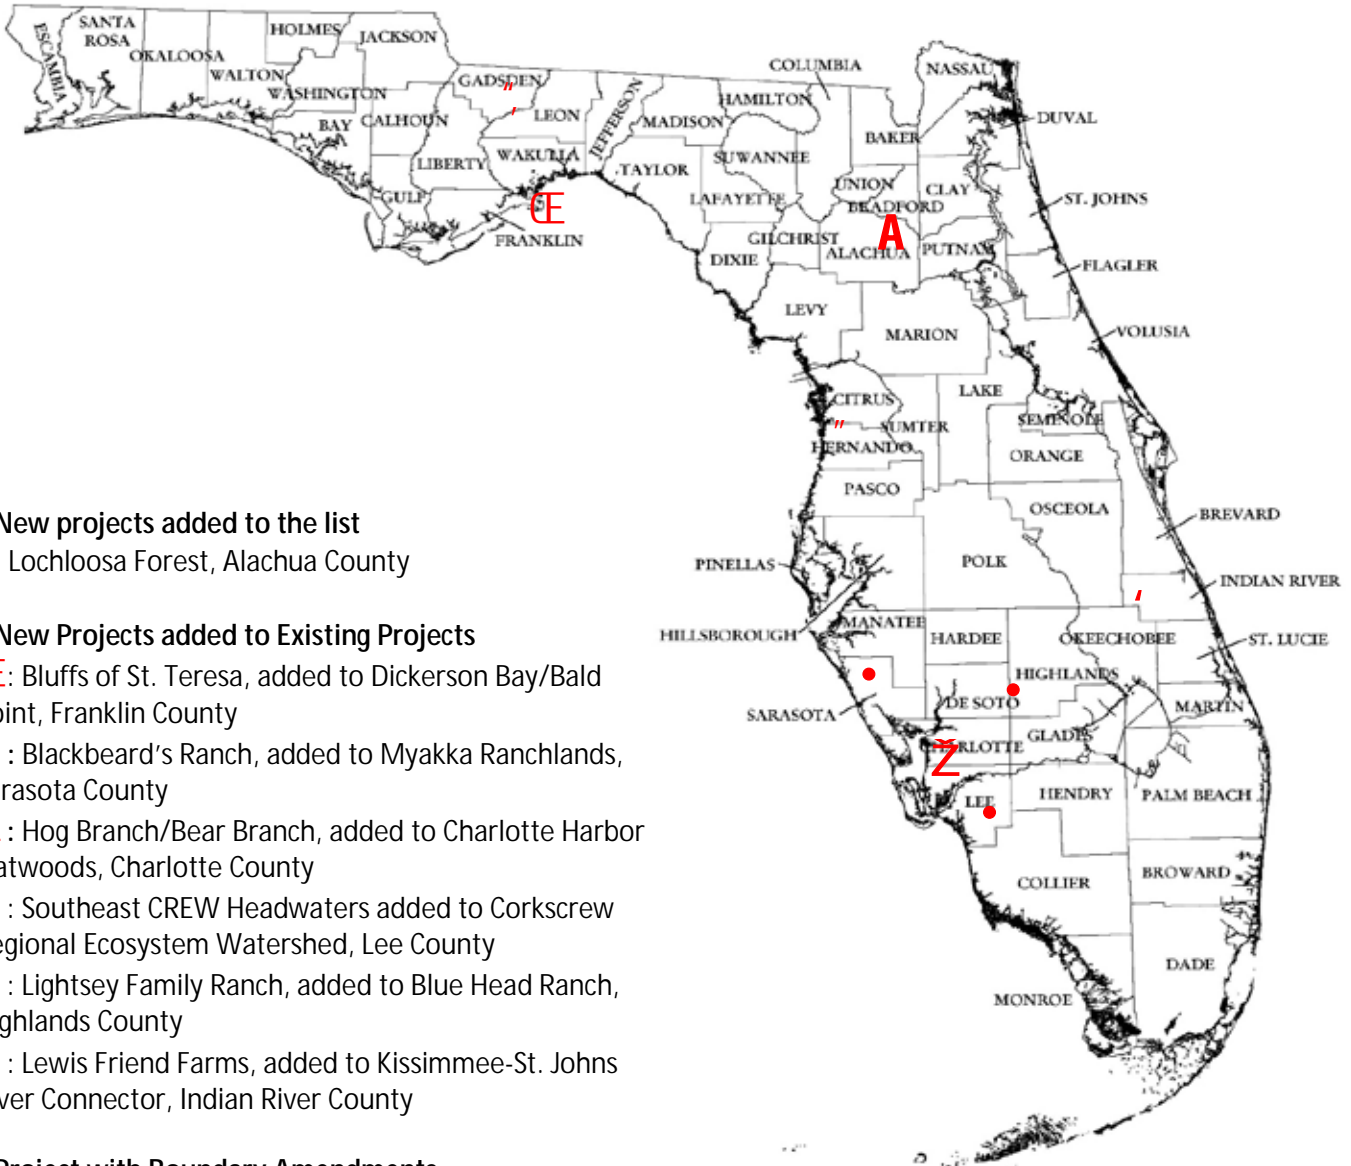 SANTA
ROSA
ESCAMBIA
OKALOOSA
HOLMES
JACKSON
WALTON
WASHINGTON
BAY
CALHOUN
GADSDEN
LEON
LIBERTY
WAKULLA
GULF
FRANKLIN
Œ
JEFFERSON
MADISON
TAYLOR
HAMILTON
COLUMBIA
SUWANNEE
LAFAYETTE
DIXIE
GILCHRIST
BAKER
NASSAU
DUVAL
UNION
BRADFORD
CLAY
ST. JOHNS
A
ALACHUA
PUTNAM
FLAGLER
LEVY
MARION
VOLUSIA
CITRUS
LAKE
SUMTER
SEMINOLE
HERNANDO
ORANGE
PASCO
OSCEOLA
BREVARD
PINELLAS
POLK
INDIAN RIVER
HILLSBOROUGH
MANATEE
HARDEE
OKEECHOBEE
ST. LUCIE
HIGHLANDS
SARASOTA
DE SOTO
MARTIN
CHARLOTTE
GLADES
Ž
LEE
HENDRY
PALM BEACH
COLLIER
BROWARD
DADE
MONROE
New projects added to the list
Lochloosa Forest, Alachua County
New Projects added to Existing Projects
: Bluffs of St. Teresa, added to Dickerson Bay/Bald
oint, Franklin County
: Blackbeard's Ranch, added to Myakka Ranchlands,
rasota County
: Hog Branch/Bear Branch, added to Charlotte Harbor
atwoods, Charlotte County
: Southeast CREW Headwaters added to Corkscrew
egional Ecosystem Watershed, Lee County
: Lightsey Family Ranch, added to Blue Head Ranch,
ghlands County
: Lewis Friend Farms, added to Kissimmee-St. Johns
ver Connector, Indian River County
Project with Boundary Amendments